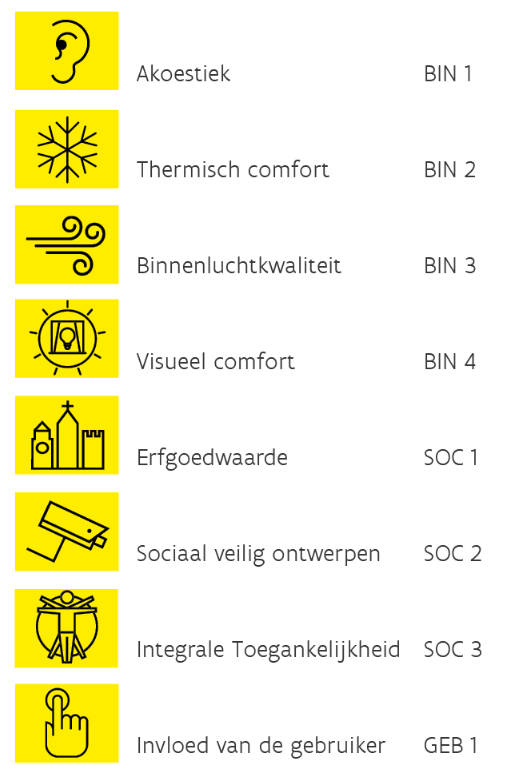 Akoestiek BIN 1
Thermisch comfort BIN 2
Binnenluchtkwaliteit BIN 3
Visueel comfort BIN 4
Erfgoedwaarde SOC 1
Sociaal veilig ontwerpen SOC 2
Integrale Toegankelijkheid SOC 3
Invloed van de gebruiker GEB 1